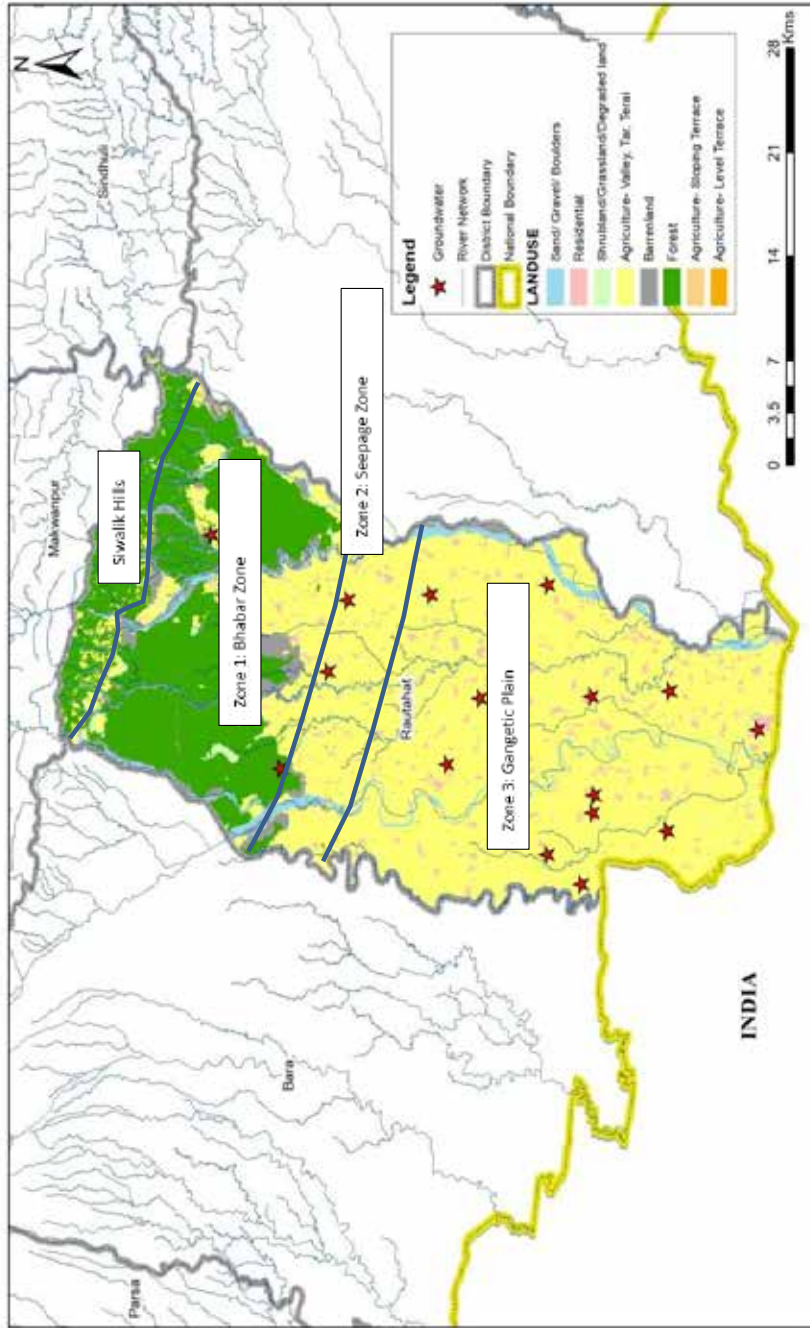 N
Sindhuli
Makwanpur
Siwalik Hills
Zone 1: Bhabar Zone
Zone 2: Seepage Zone
Rautahat
Zone 3: Gangetic Plain
Bara
Parsa
INDIA
Legend
Groundwater
River Network
District Boundary
National Boundary
LANDUSE
Sand/ Gravel/ Boulders
Residential
Shrubland/Grassland/Degraded land
Agriculture- Valley, Tar, Terai
Barrenland
Forest
Agriculture- Sloping Terrace
Agriculture- Level Terrace
0 3.5 7 14 21 28
Kms